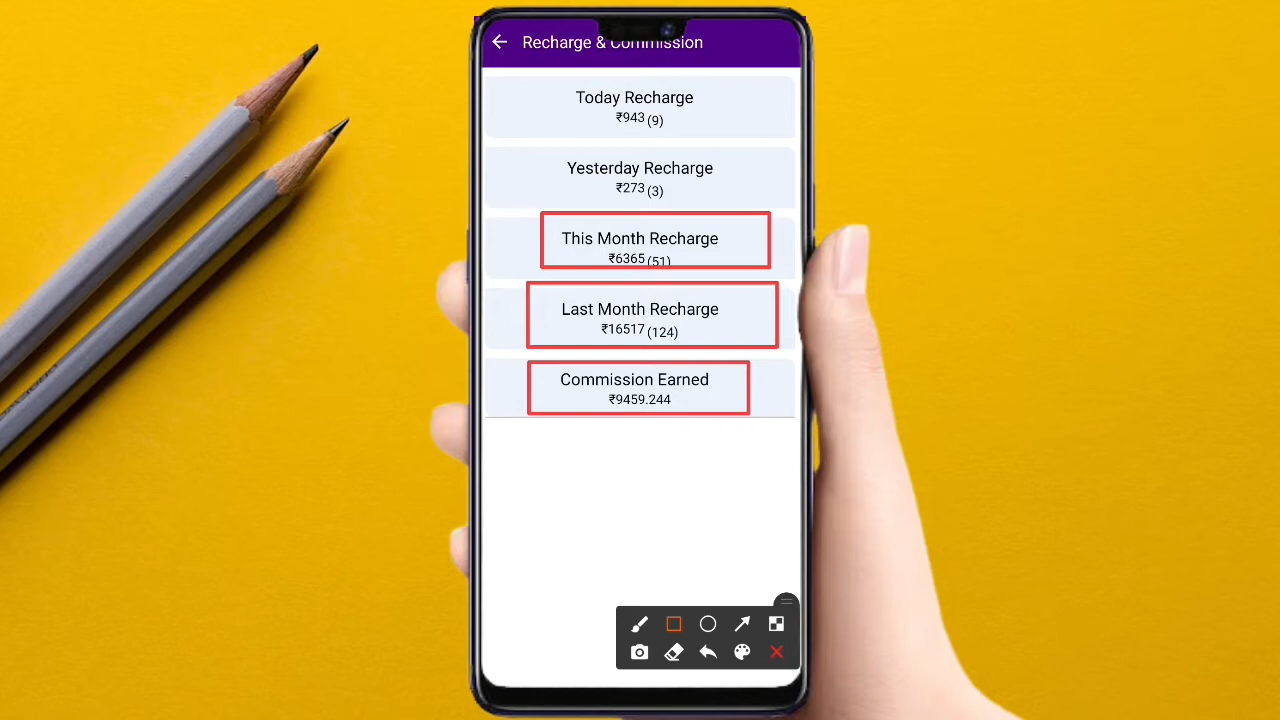 Recharge & Commission
Today Recharge
₹943 (9)
Yesterday Recharge
₹273 (3)
This Month Recharge
₹6365 (51)
Last Month Recharge
₹16517 (124)
Commission Earned
₹9459.244